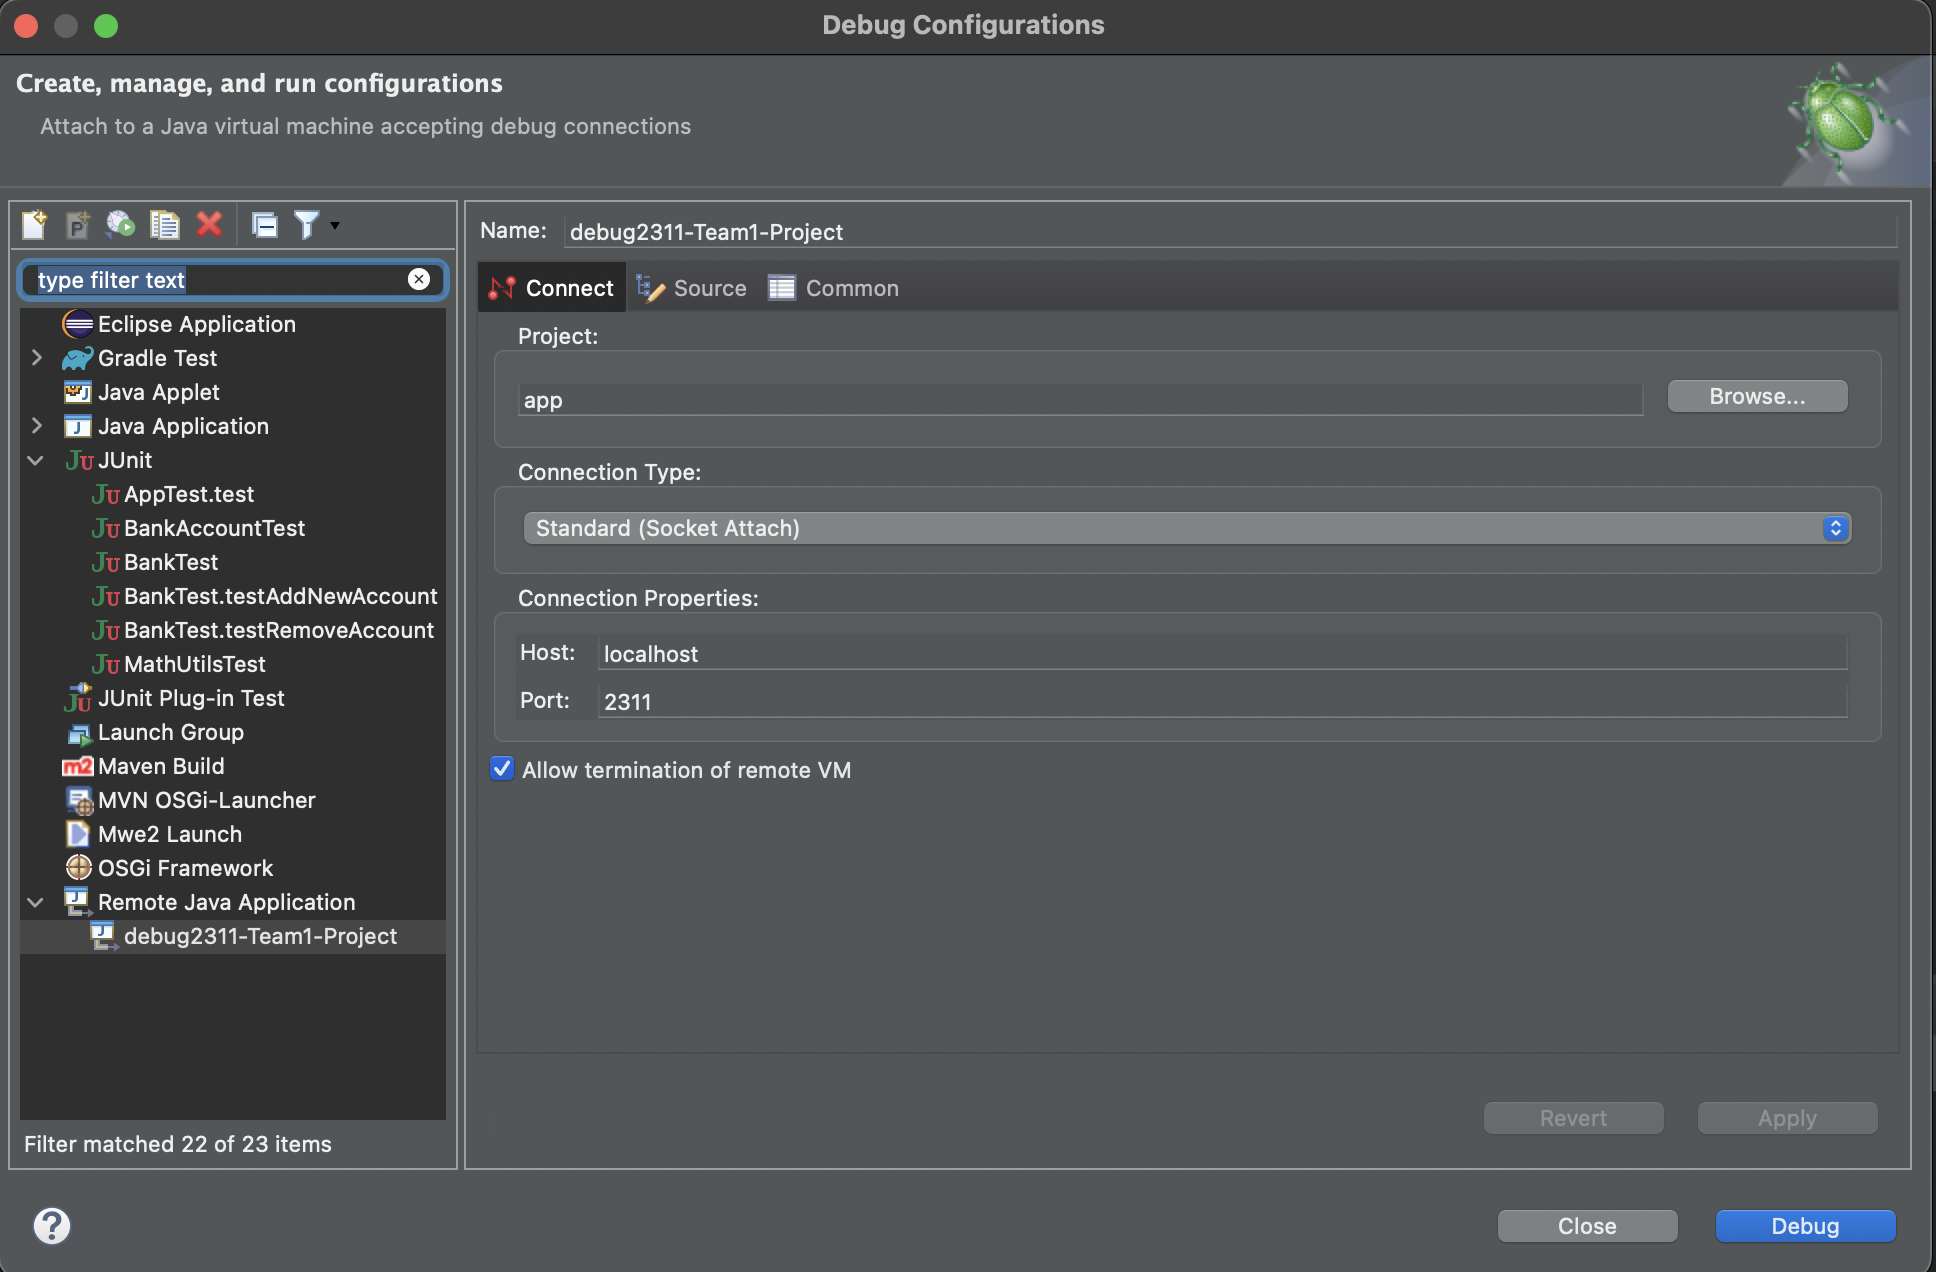 Debug Configurations
Create, manage, and run configurations
Attach to a Java virtual machine accepting debug connections
type filter text
Eclipse Application
Gradle Test
Java Applet
Java Application
JUnit
AppTest.test
BankAccountTest
BankTest
BankTest.testAddNewAccount
BankTest.testRemoveAccount
MathUtilsTest
JUnit Plug-in Test
Launch Group
Maven Build
MVN OSGi-Launcher
Mwe2 Launch
OSGi Framework
Remote Java Application
debug2311-Team1-Project
Filter matched 22 of 23 items
Name: debug2311-Team1-Project
Connect Source Common
Project:
app Browse...
Connection Type:
Standard (Socket Attach)
Connection Properties:
Host: localhost
Port: 2311
Allow termination of remote VM
Revert Apply
Close Debug